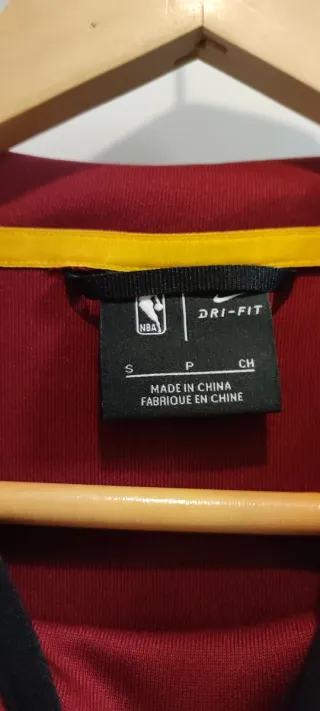 NBA
DRI-FIT
S P CH
MADE IN CHINA
FABRIQUE EN CHINE